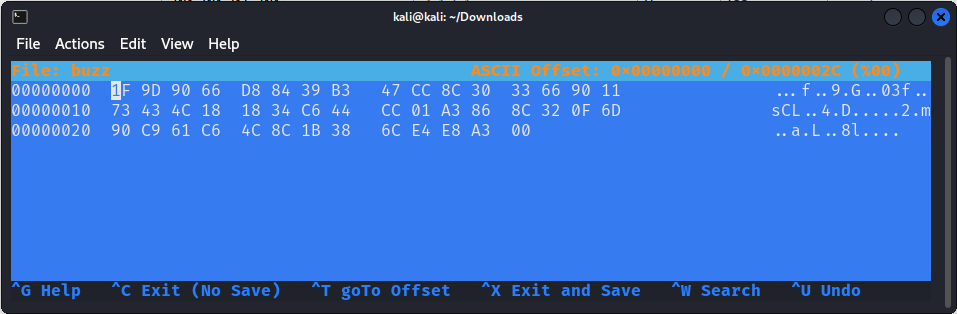 kali@kali: ~/Downloads
File Actions Edit View Help
File: buzz ASCII Offset: 0×00000000 / 0×0000002C (%00)
00000000 1F 9D 90 66 D8 84 39 B3 47 CC 8C 30 33 66 90 11 ...f..9.G..03f..
00000010 73 43 4C 18 18 34 C6 44 CC 01 A3 86 8C 32 0F 6D sCL..4.D.....2.m
00000020 90 C9 61 C6 4C 8C 1B 38 6C E4 E8 A3 00 ..a.L..8l....
^G Help ^C Exit (No Save) ^T goTo Offset ^X Exit and Save ^W Search ^U Undo